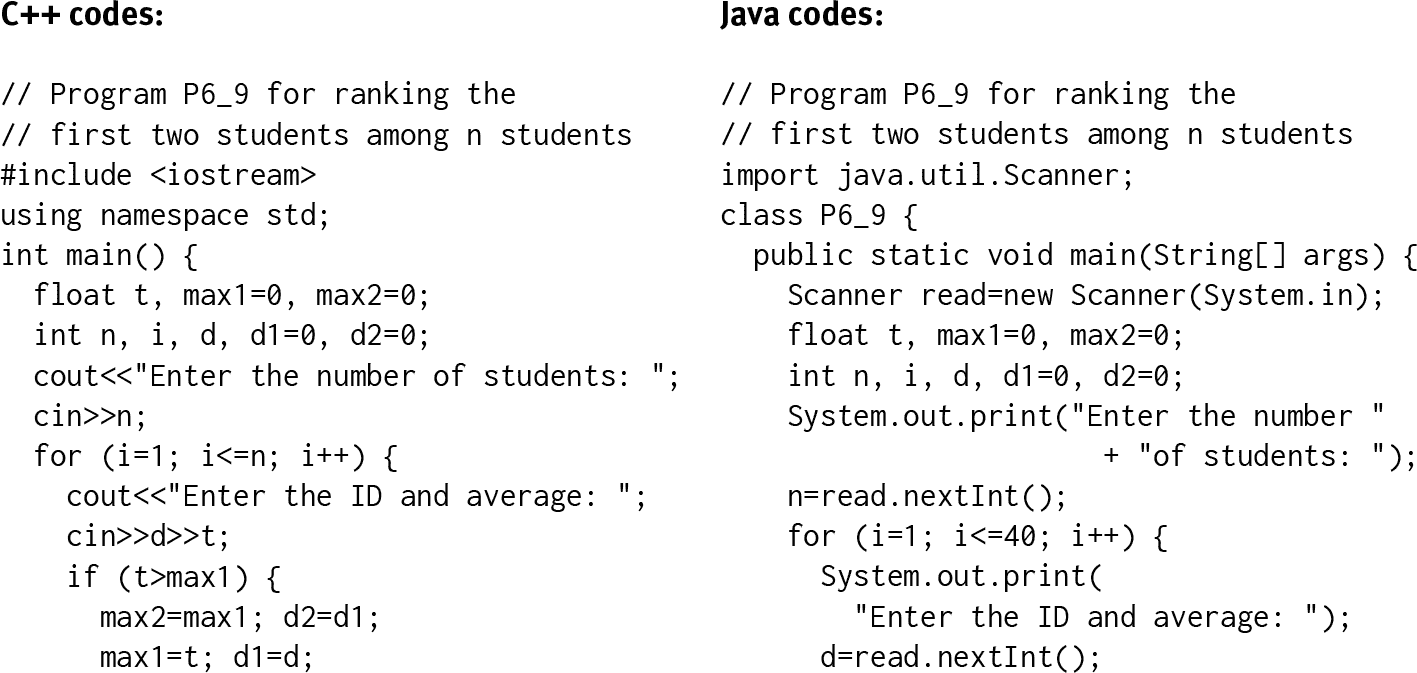 C++ codes:
// Program P6_9 for ranking the
// first two students among n students
#include <iostream>
using namespace std;
int main() {
  float t, max1=0, max2=0;
  int n, i, d, d1=0, d2=0;
  cout<<"Enter the number of students: ";
  cin>>n;
  for (i=1; i<=n; i++) {
    cout<<"Enter the ID and average: ";
    cin>>d>>t;
    if (t>max1) {
      max2=max1; d2=d1;
      max1=t; d1=d;
Java codes:
// Program P6_9 for ranking the
// first two students among n students
import java.util.Scanner;
class P6_9 {
  public static void main(String[] args) {
    Scanner read=new Scanner(System.in);
    float t, max1=0, max2=0;
    int n, i, d, d1=0, d2=0;
    System.out.print("Enter the number "
                       + "of students: ");
    n=read.nextInt();
    for (i=1; i<=40; i++) {
      System.out.print(
        "Enter the ID and average: ");
      d=read.nextInt();